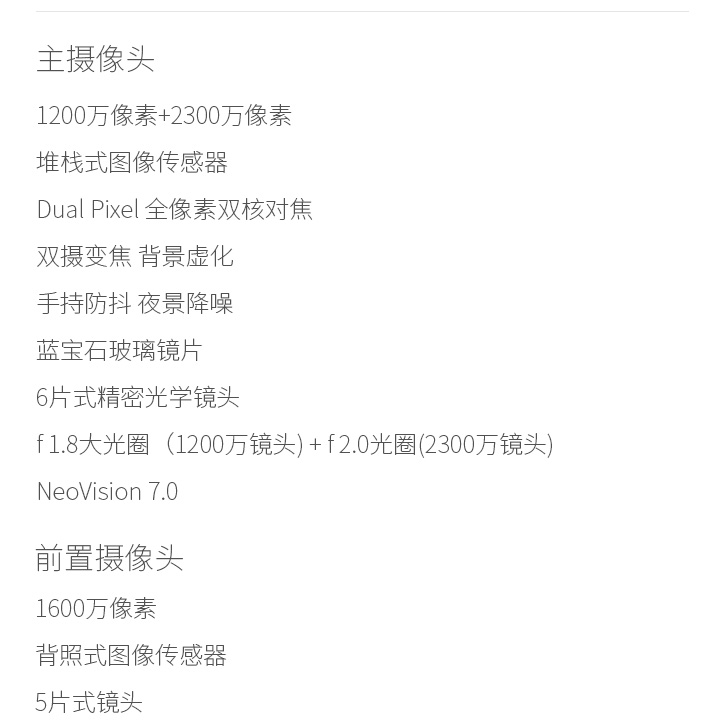 主摄像头
1200万像素+2300万像素
堆栈式图像传感器
Dual Pixel 全像素双核对焦
双摄变焦 背景虚化
手持防抖 夜景降噪
蓝宝石玻璃镜片
6片式精密光学镜头
f 1.8大光圈（1200万镜头) + f 2.0光圈(2300万镜头)
NeoVision 7.0
前置摄像头
1600万像素
背照式图像传感器
5片式镜头